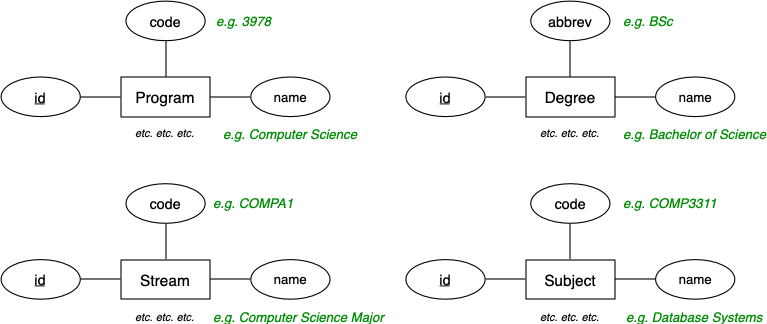 code e.g. 3978
id Program name
etc. etc. etc. e.g. Computer Science
abbrev e.g. BSc
id Degree name
etc. etc. etc. e.g. Bachelor of Science
code e.g. COMPA1
id Stream name
etc. etc. etc. e.g. Computer Science Major
code e.g. COMP3311
id Subject name
etc. etc. etc. e.g. Database Systems